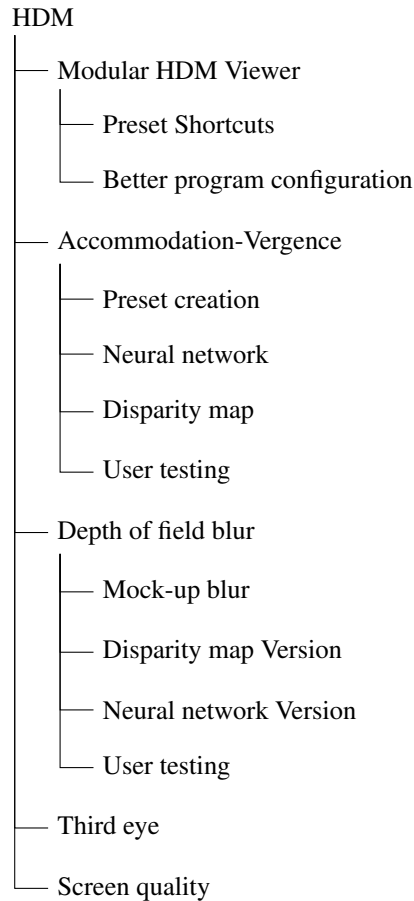 HDM
Modular HDM Viewer
Preset Shortcuts
Better program configuration
Accommodation-Vergence
Preset creation
Neural network
Disparity map
User testing
Depth of field blur
Mock-up blur
Disparity map Version
Neural network Version
User testing
Third eye
Screen quality